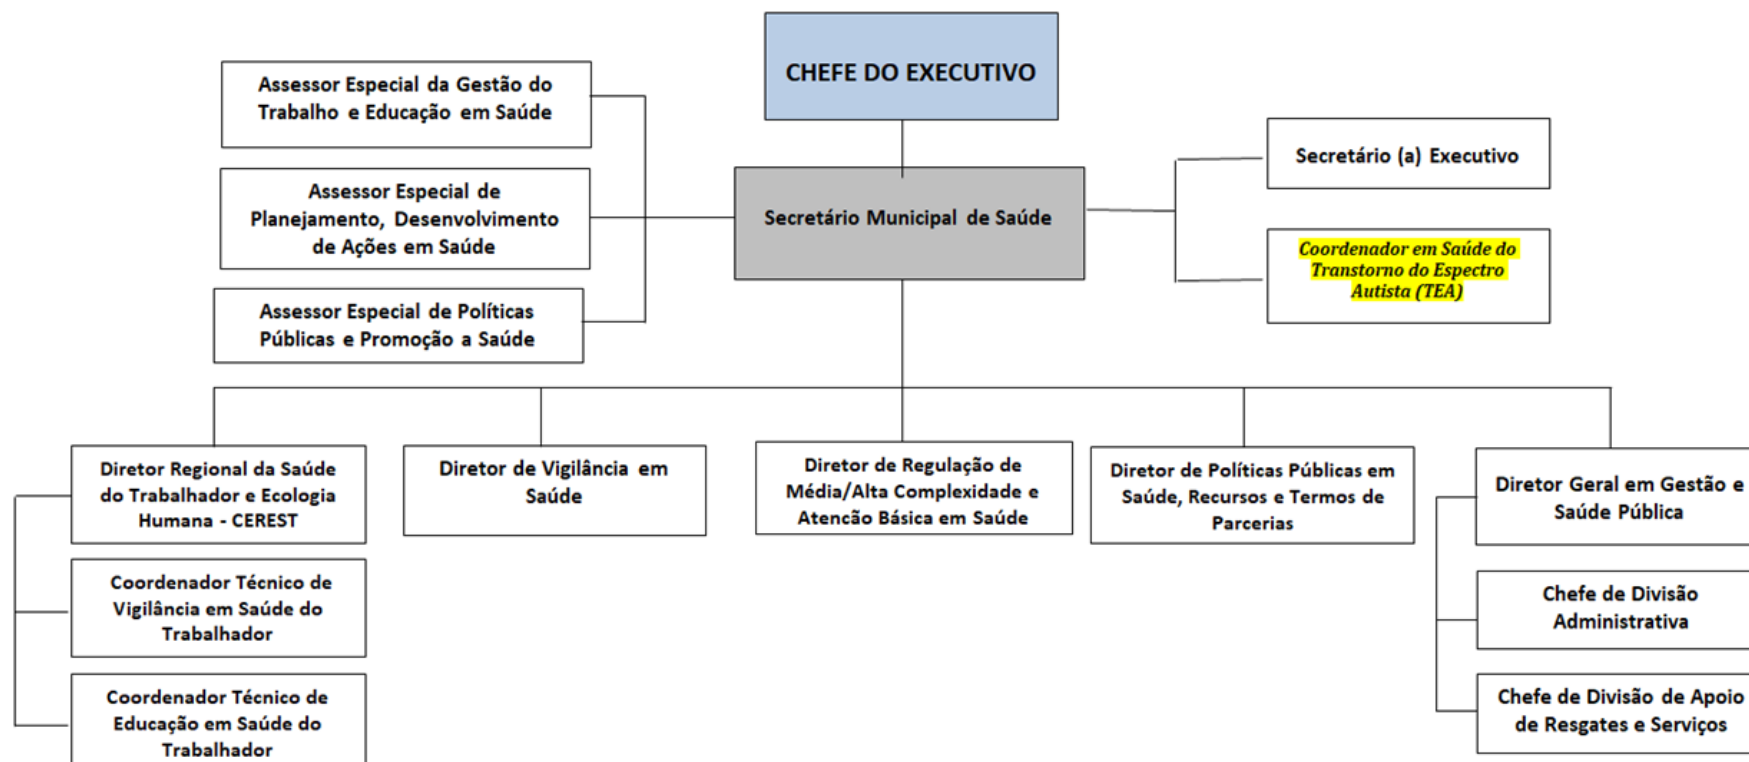 CHEFE DO EXECUTIVO
Assessor Especial da Gestão do
Trabalho e Educação em Saúde
Secretário (a) Executivo
Assessor Especial de
Planejamento, Desenvolvimento
de Ações em Saúde
Secretário Municipal de Saúde
Coordenador em Saúde do
Transtorno do Espectro
Autista (TEA)
Assessor Especial de Políticas
Públicas e Promoção a Saúde
Diretor Regional da Saúde
do Trabalhador e Ecologia
Humana - CEREST
Diretor de Vigilância em
Saúde
Diretor de Regulação de
Média/Alta Complexidade e
Atencão Básica em Saúde
Diretor de Políticas Públicas em
Saúde, Recursos e Termos de
Parcerias
Diretor Geral em Gestão e
Saúde Pública
Coordenador Técnico de
Vigilância em Saúde do
Trabalhador
Chefe de Divisão
Administrativa
Coordenador Técnico de
Educação em Saúde do
Trabalhador
Chefe de Divisão de Apoio
de Resgates e Serviços